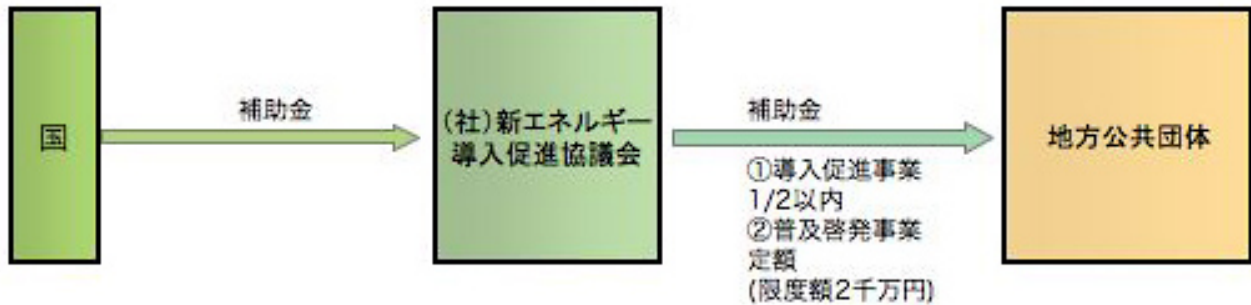 国
補助金
(社)新エネルギー
導入促進協議会
補助金
①導入促進事業
1/2以内
②普及啓発事業
定額
(限度額2千万円)
地方公共団体